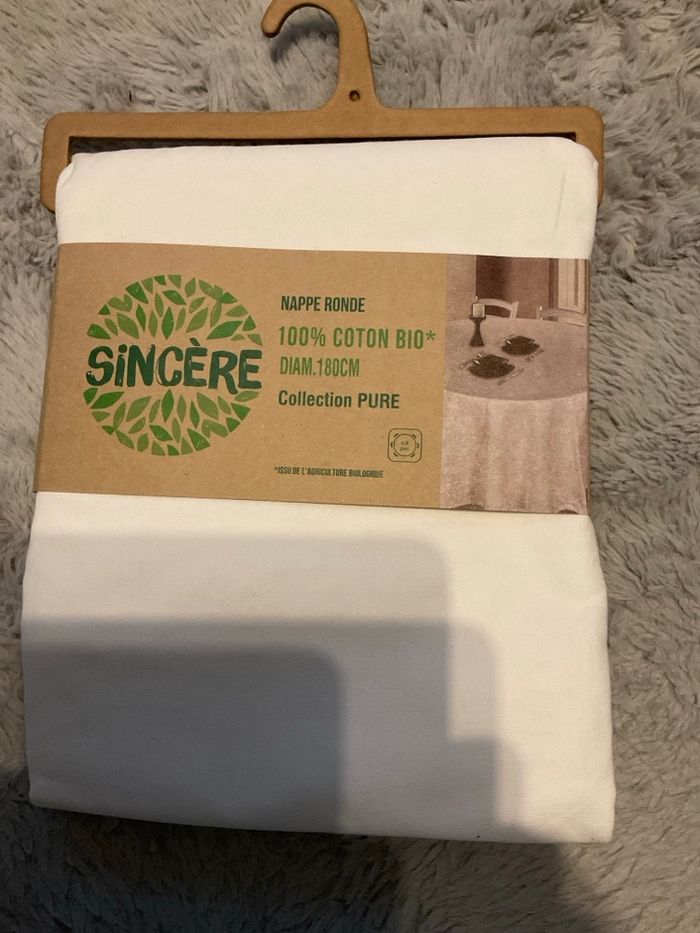 SiNCÈRE
NAPPE RONDE
100% COTON BIO*
DIAM.180CM
Collection PURE
*ISSU DE L'AGRICULTURE BIOLOGIQUE